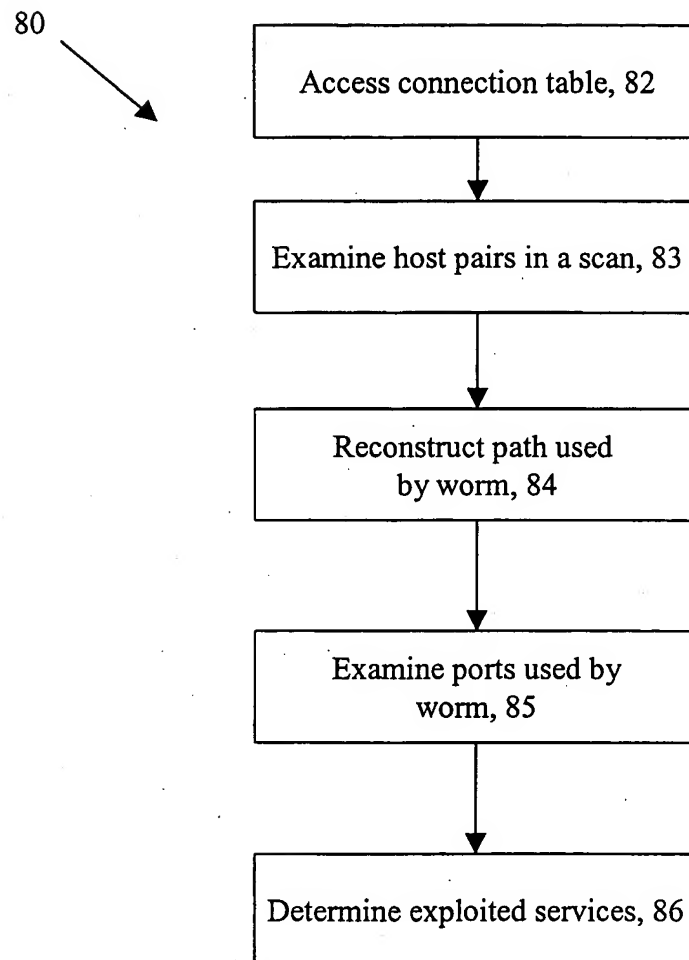 80
Access connection table, 82
Examine host pairs in a scan, 83
Reconstruct path used
by worm, 84
Examine ports used by
worm, 85
Determine exploited services, 86